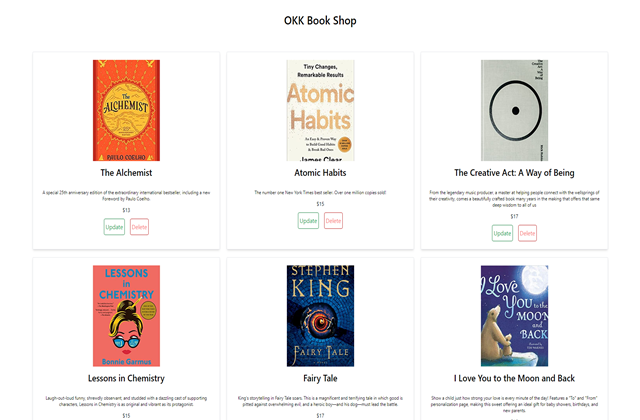 OKK Book Shop
The
ALCHEMIST
PAULO COELHO
The Alchemist
A special 25th anniversary edition of the extraordinary international bestseller, including a new
Foreword by Paulo Coelho.
$13
Update Delete
Tiny Changes,
Remarkable Results
Atomic
Habits
An Easy & Proven Way
to Build Good Habits
& Break Bad Ones
James Clear
Atomic Habits
The number one New York Times best seller. Over one million copies sold!
$15
Update Delete
The Creative Act: A Way of Being
From the legendary music producer, a master at helping people connect with the wellsprings of
their creativity, comes a beautifully crafted book many years in the making that offers that same
deep wisdom to all of us
$17
Update Delete
LESSONS
in
CHEMISTRY
Bonnie Garmus
Lessons in Chemistry
Laugh-out-loud funny, shrewdly observant, and studded with a dazzling cast of supporting
characters, Lessons in Chemistry is as original and vibrant as its protagonist.
$15
STEPHEN
KING
FAIRY TALE
Fairy Tale
King's storytelling in Fairy Tale soars. This is a magnificent and terrifying tale in which good is
pitted against overwhelming evil, and a heroic boy—and his dog—must lead the battle.
$17
I Love
You to the
MOON
and
BACK
I Love You to the Moon and Back
Show a child just how strong your love is every minute of the day! Features a "To" and "From"
personalization page, making this sweet offering an ideal gift for baby showers, birthdays, and
new parents.